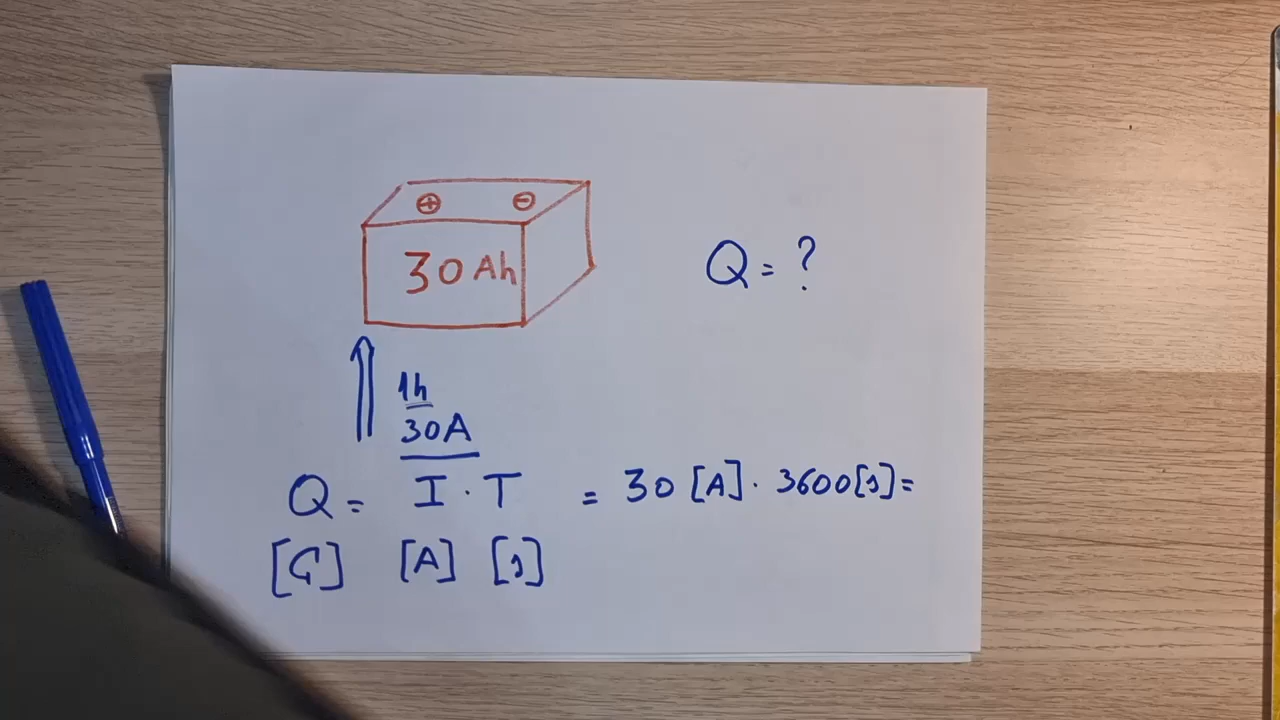 ⊕ ⊖
30 Ah
Q = ?
1h
30A
Q = I · T = 30 [A] · 3600 [s] =
[C] [A] [s]